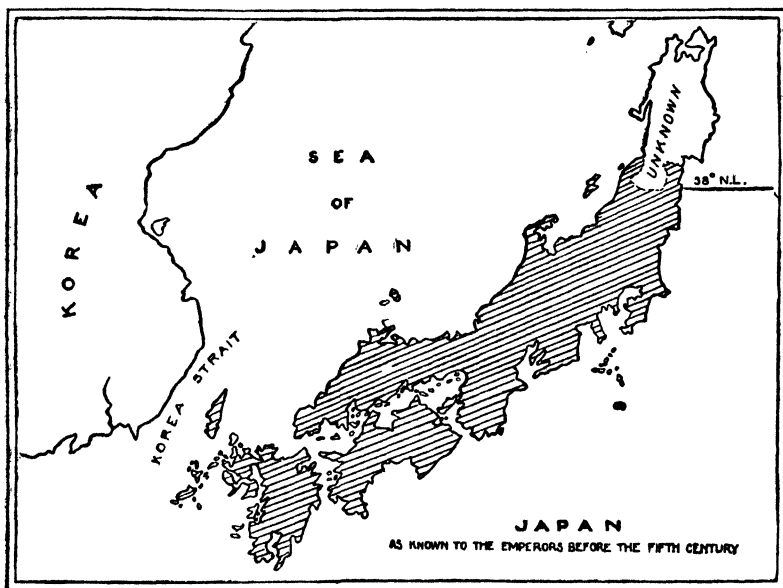 SEA
OF
JAPAN
KOREA
UNKNOWN
38° N.L.
KOREA STRAIT
JAPAN
AS KNOWN TO THE EMPERORS BEFORE THE FIFTH CENTURY